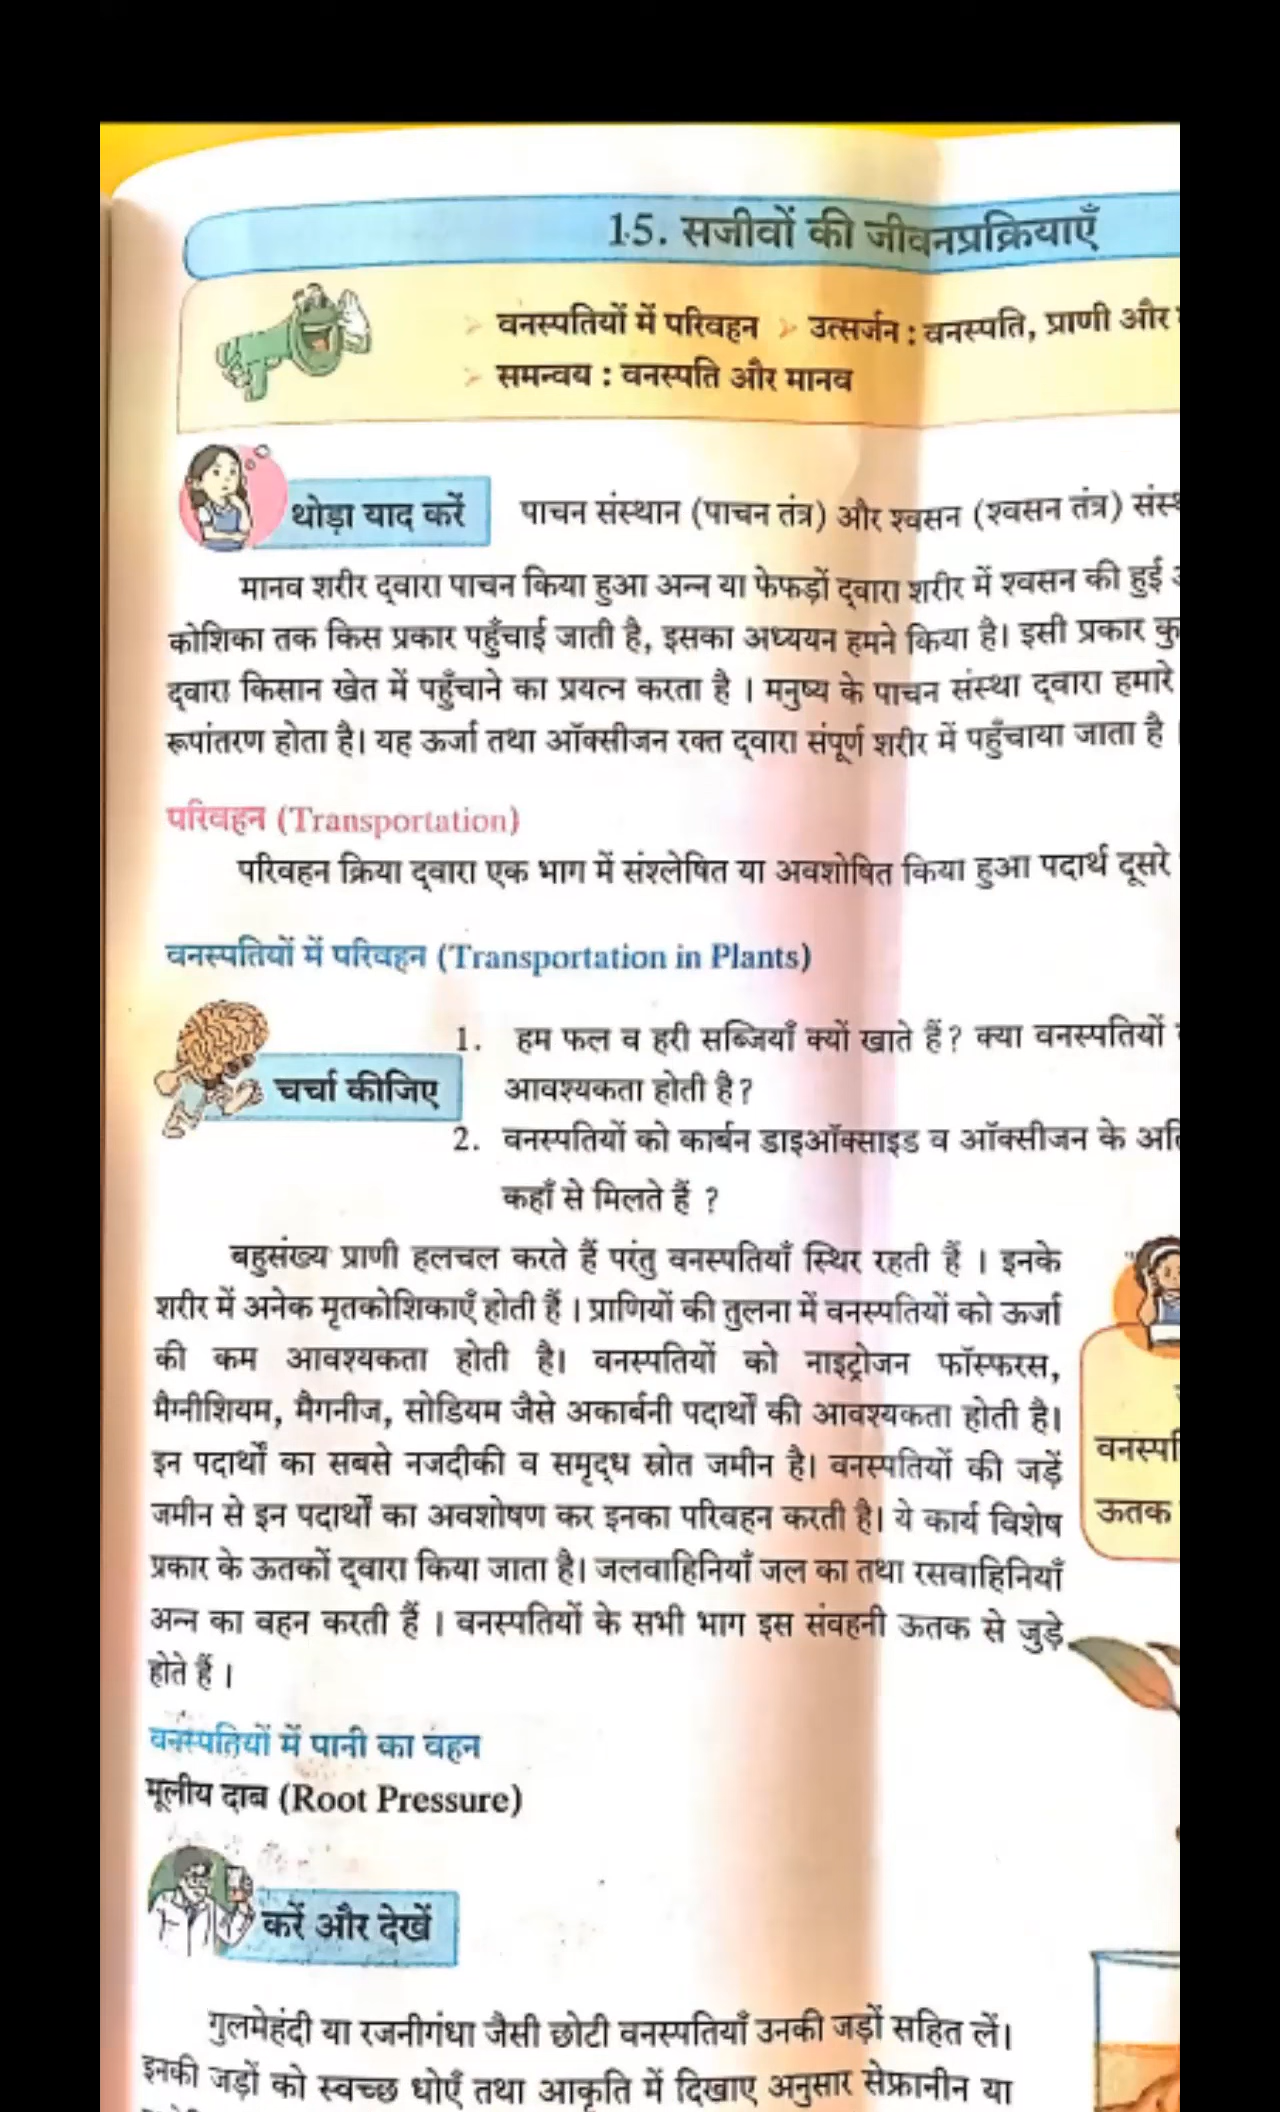 15. सजीवों की जीवनप्रक्रियाएँ
➢ वनस्पतियों में परिवहन ➢ उत्सर्जन : वनस्पति, प्राणी और
➢ समन्वय : वनस्पति और मानव
थोड़ा याद करें
पाचन संस्थान (पाचन तंत्र) और श्वसन (श्वसन तंत्र)
मानव शरीर द्वारा पाचन किया हुआ अन्न या फेफड़ों द्वारा शरीर में श्वसन की हुई
कोशिका तक किस प्रकार पहुँचाई जाती है, इसका अध्ययन हमने किया है। इसी प्रकार
द्वारा किसान खेत में पहुँचाने का प्रयत्न करता है । मनुष्य के पाचन संस्था द्वारा हमारे
रूपांतरण होता है। यह ऊर्जा तथा ऑक्सीजन रक्त द्वारा संपूर्ण शरीर में पहुँचाया जाता है ।
परिवहन (Transportation)
परिवहन क्रिया द्वारा एक भाग में संश्लेषित या अवशोषित किया हुआ पदार्थ दूसरे
वनस्पतियों में परिवहन (Transportation in Plants)
चर्चा कीजिए
1. हम फल व हरी सब्जियाँ क्यों खाते हैं? क्या वनस्पतियों
आवश्यकता होती है?
2. वनस्पतियों को कार्बन डाइऑक्साइड व ऑक्सीजन के
कहाँ से मिलते हैं ?
बहुसंख्य प्राणी हलचल करते हैं परंतु वनस्पतियाँ स्थिर रहती हैं । इनके
शरीर में अनेक मृतकोशिकाएँ होती हैं । प्राणियों की तुलना में वनस्पतियों को ऊर्जा
की कम आवश्यकता होती है। वनस्पतियों को नाइट्रोजन फॉस्फरस,
मैग्नीशियम, मैगनीज, सोडियम जैसे अकार्बनी पदार्थों की आवश्यकता होती है।
इन पदार्थों का सबसे नजदीकी व समृद्ध स्रोत जमीन है। वनस्पतियों की जड़ें
जमीन से इन पदार्थों का अवशोषण कर इनका परिवहन करती है। ये कार्य विशेष
प्रकार के ऊतकों द्वारा किया जाता है। जलवाहिनियाँ जल का तथा रसवाहिनियाँ
अन्न का वहन करती हैं । वनस्पतियों के सभी भाग इस संवहनी ऊतक से जुड़े
होते हैं ।
ऊतक
वनस्पतियों में पानी का वहन
मूलीय दाब (Root Pressure)
करें और देखें
गुलमेहंदी या रजनीगंधा जैसी छोटी वनस्पतियाँ उनकी जड़ों सहित लें।
इनकी जड़ों को स्वच्छ धोएँ तथा आकृति में दिखाए अनुसार सेफ्रानीन या